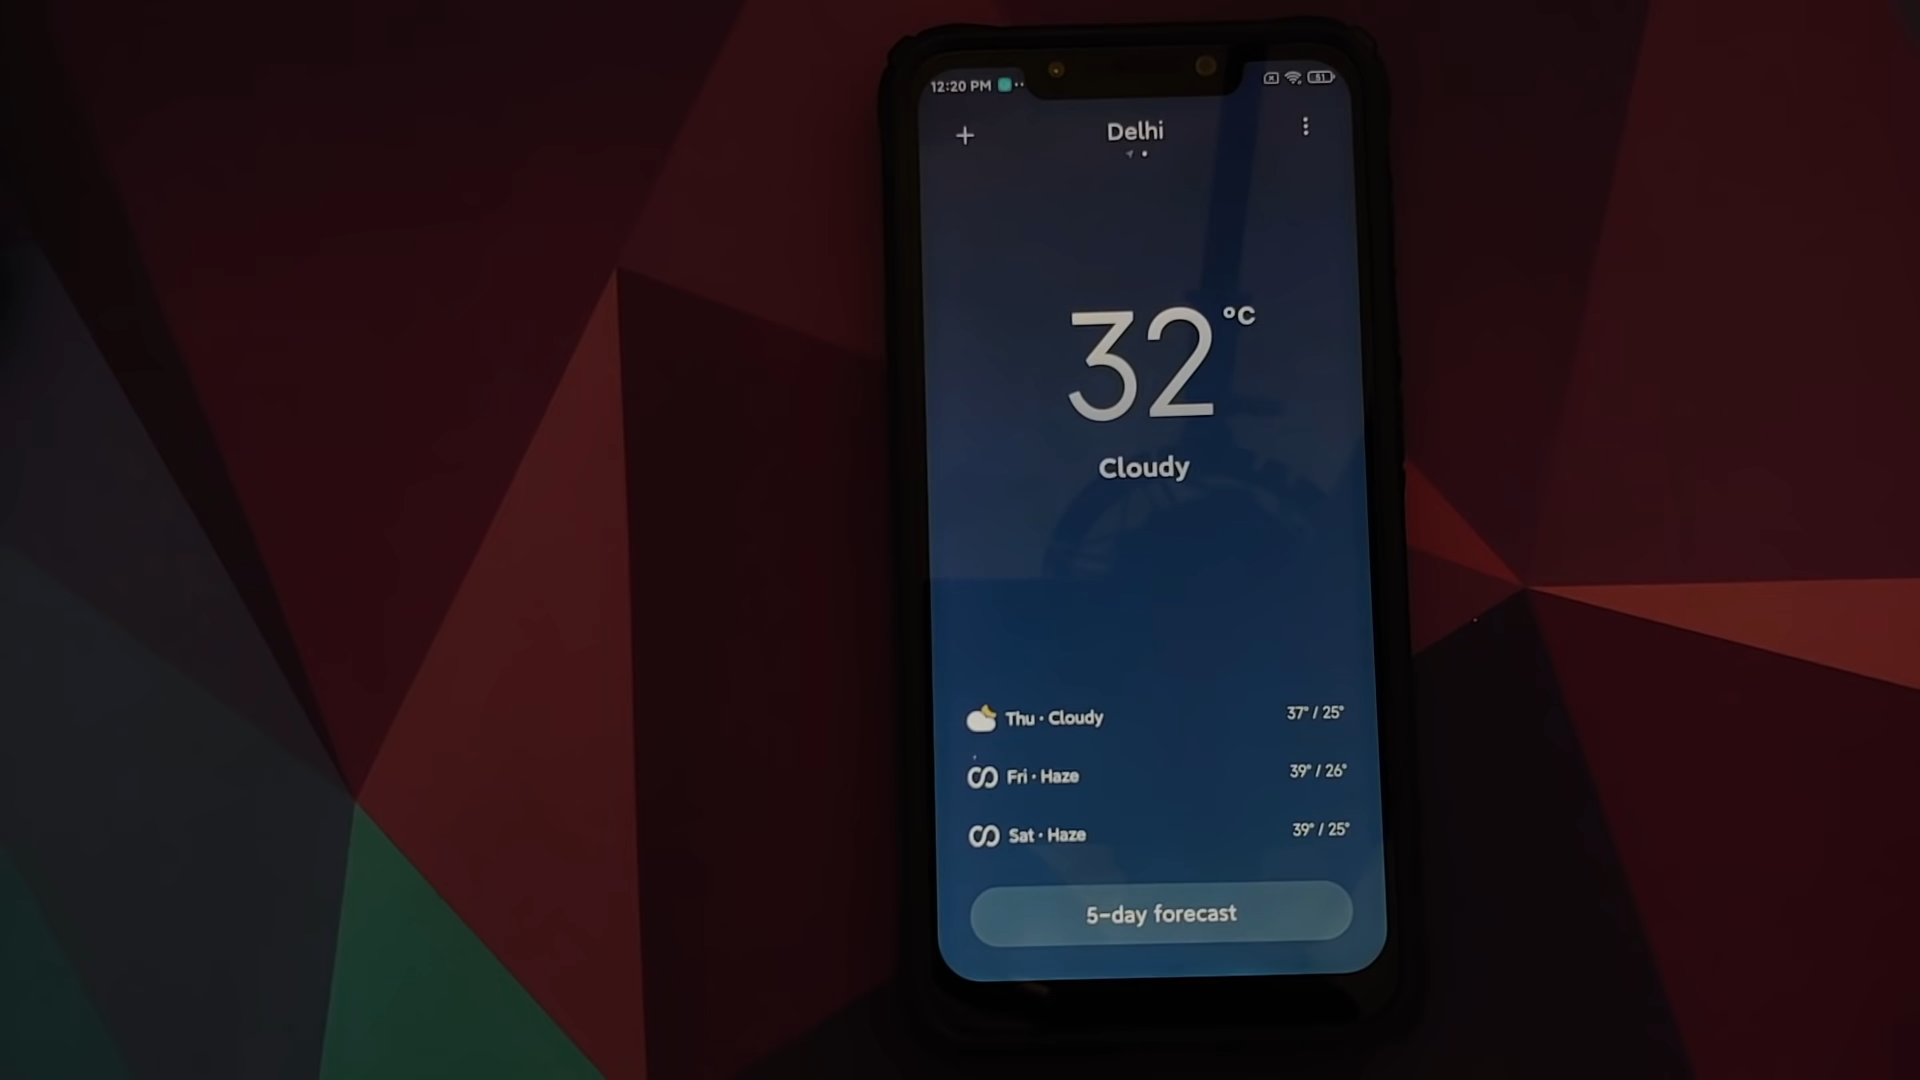 12:20 PM
51
Delhi
32 °C
Cloudy
Thu · Cloudy 37° / 25°
Fri · Haze 39° / 26°
Sat · Haze 39° / 25°
5-day forecast